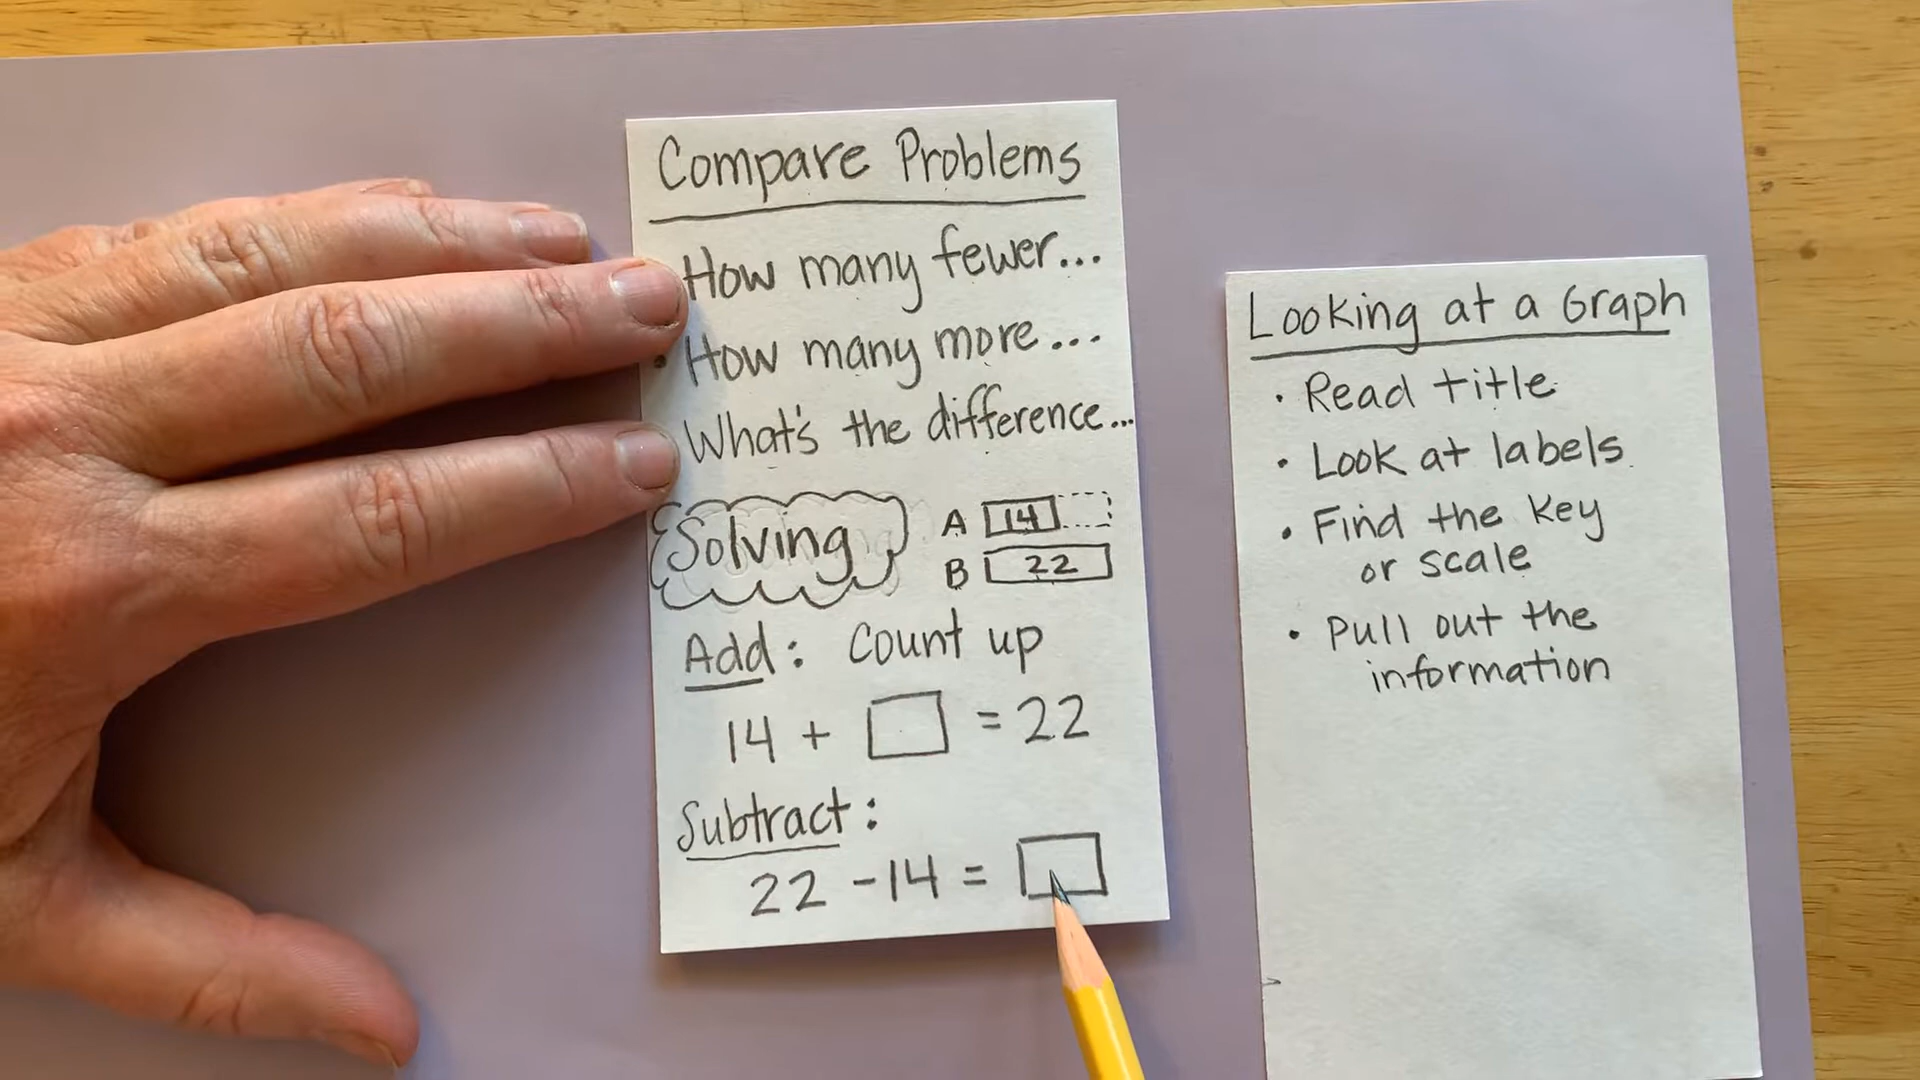 Compare Problems
How many fewer...
• How many more...
What's the difference...
Solving
A 14
B 22
Add: Count up
14 + □ = 22
Subtract:
22 - 14 = □
Looking at a Graph
• Read title
• Look at labels
• Find the key
or scale
• Pull out the
information